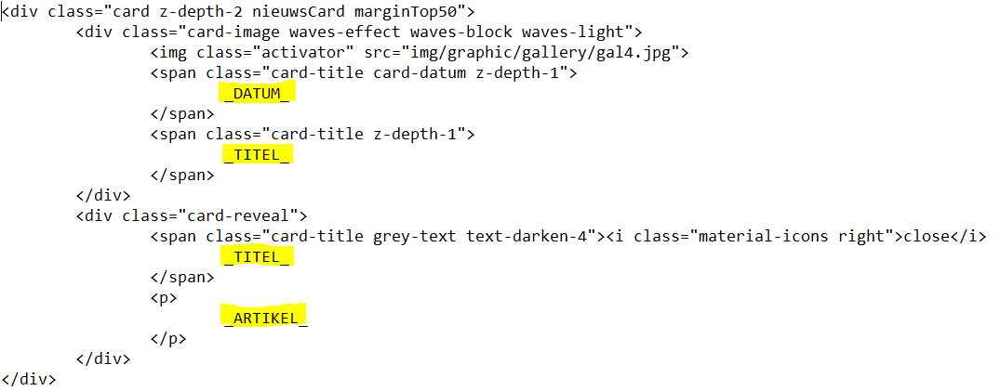 <div class="card z-depth-2 nieuwsCard marginTop50">
<div class="card-image waves-effect waves-block waves-light">
<img class="activator" src="img/graphic/gallery/gal4.jpg">
<span class="card-title card-datum z-depth-1">
_DATUM_
</span>
<span class="card-title z-depth-1">
_TITEL_
</span>
</div>
<div class="card-reveal">
<span class="card-title grey-text text-darken-4"><i class="material-icons right">close</i>
_TITEL_
</span>
<p>
_ARTIKEL_
</p>
</div>
</div>